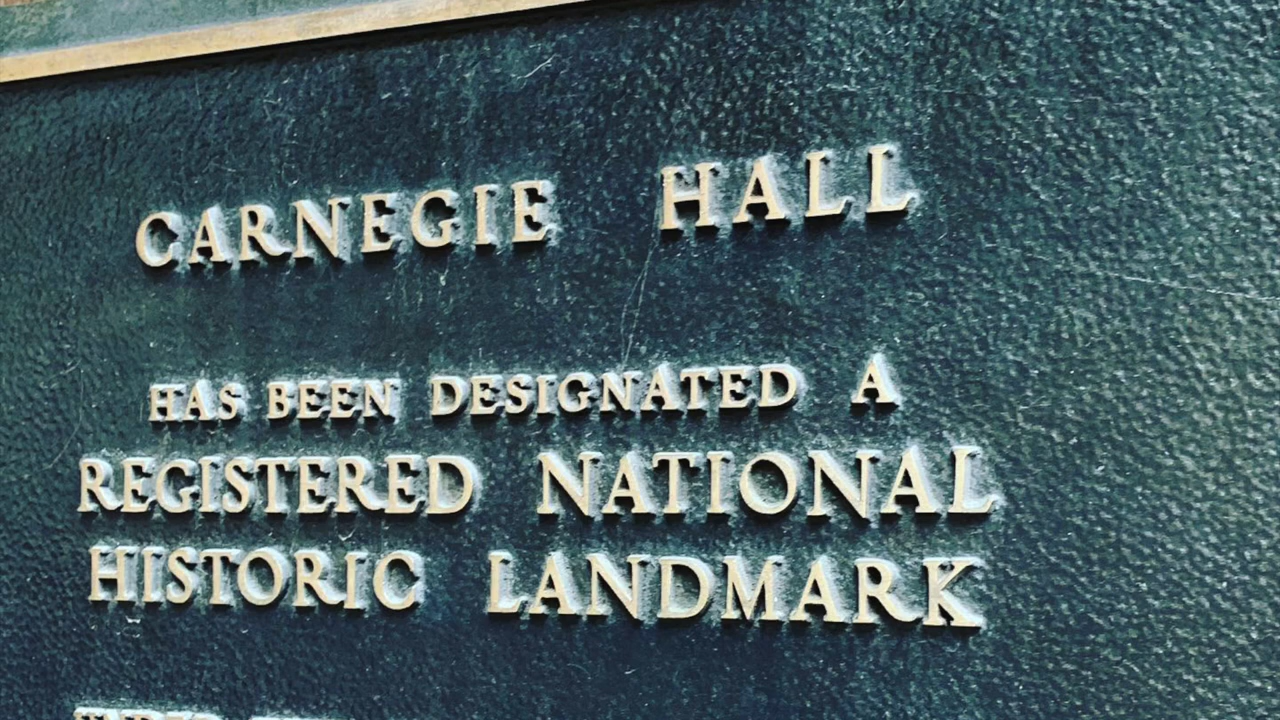 CARNEGIE HALL
HAS BEEN DESIGNATED A
REGISTERED NATIONAL
HISTORIC LANDMARK